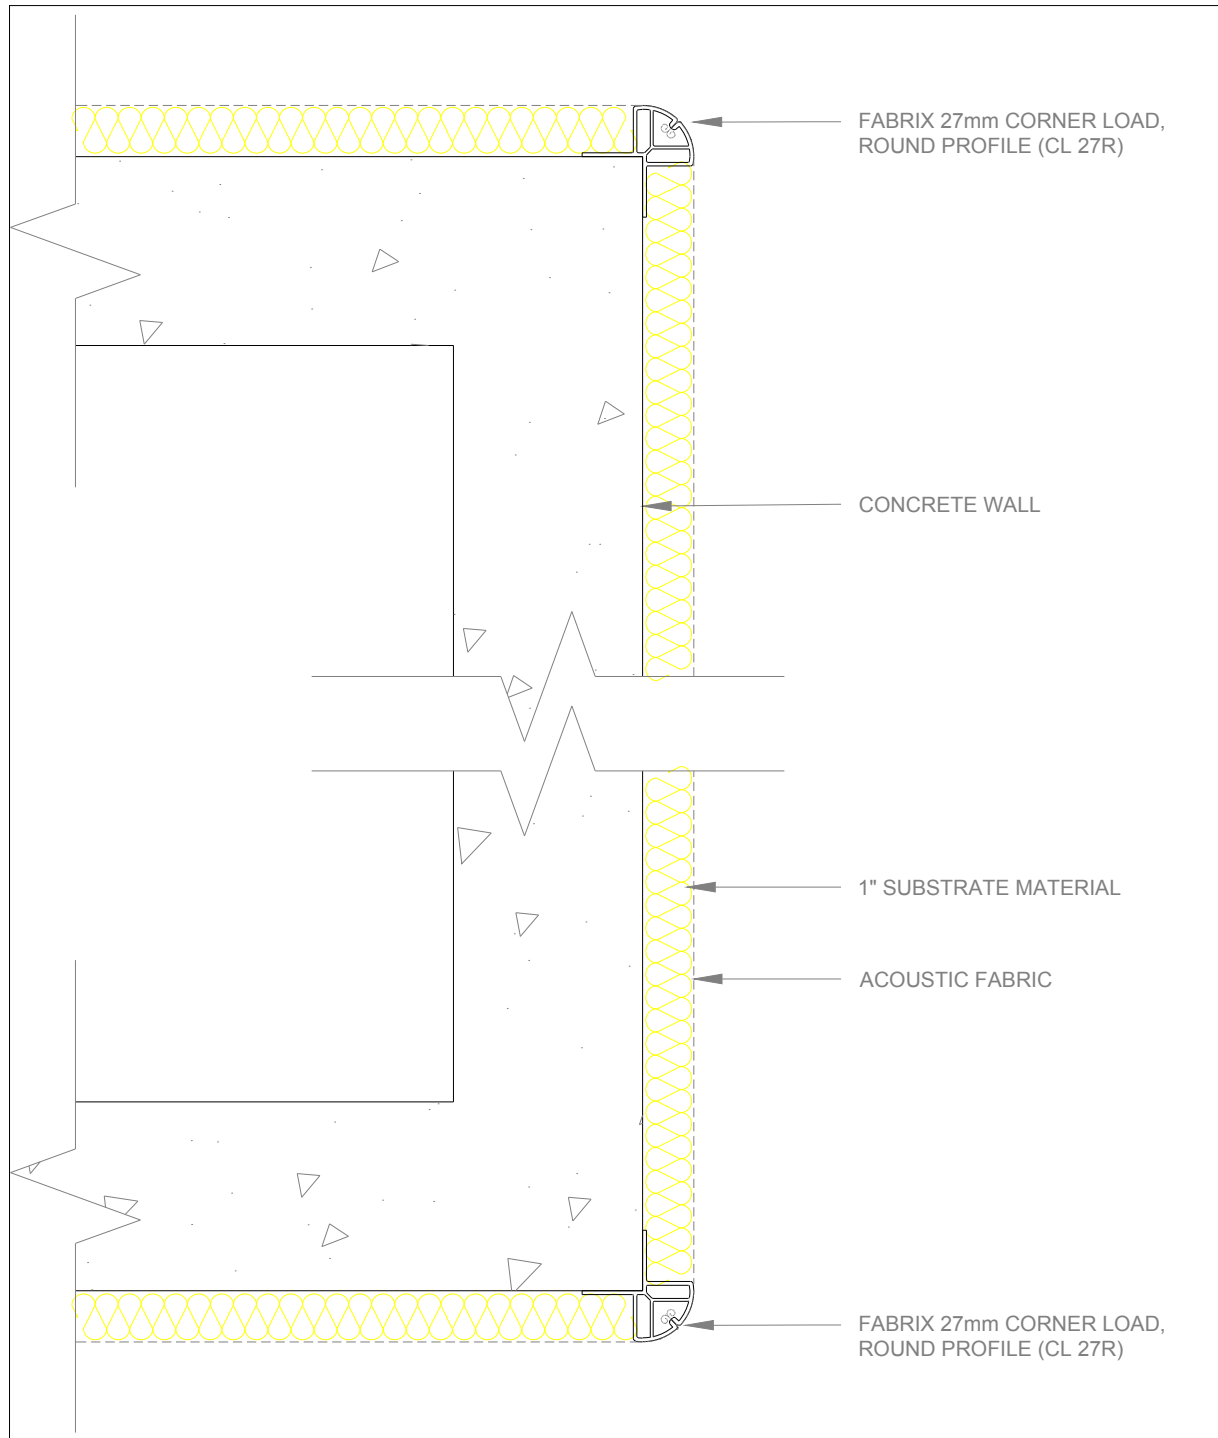 FABRIX 27mm CORNER LOAD,
ROUND PROFILE (CL 27R)
CONCRETE WALL
1" SUBSTRATE MATERIAL
ACOUSTIC FABRIC
FABRIX 27mm CORNER LOAD,
ROUND PROFILE (CL 27R)